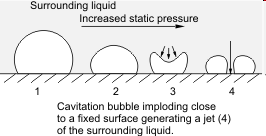 Surrounding liquid
Increased static pressure
1 2 3 4
Cavitation bubble imploding close
to a fixed surface generating a jet (4)
of the surrounding liquid.